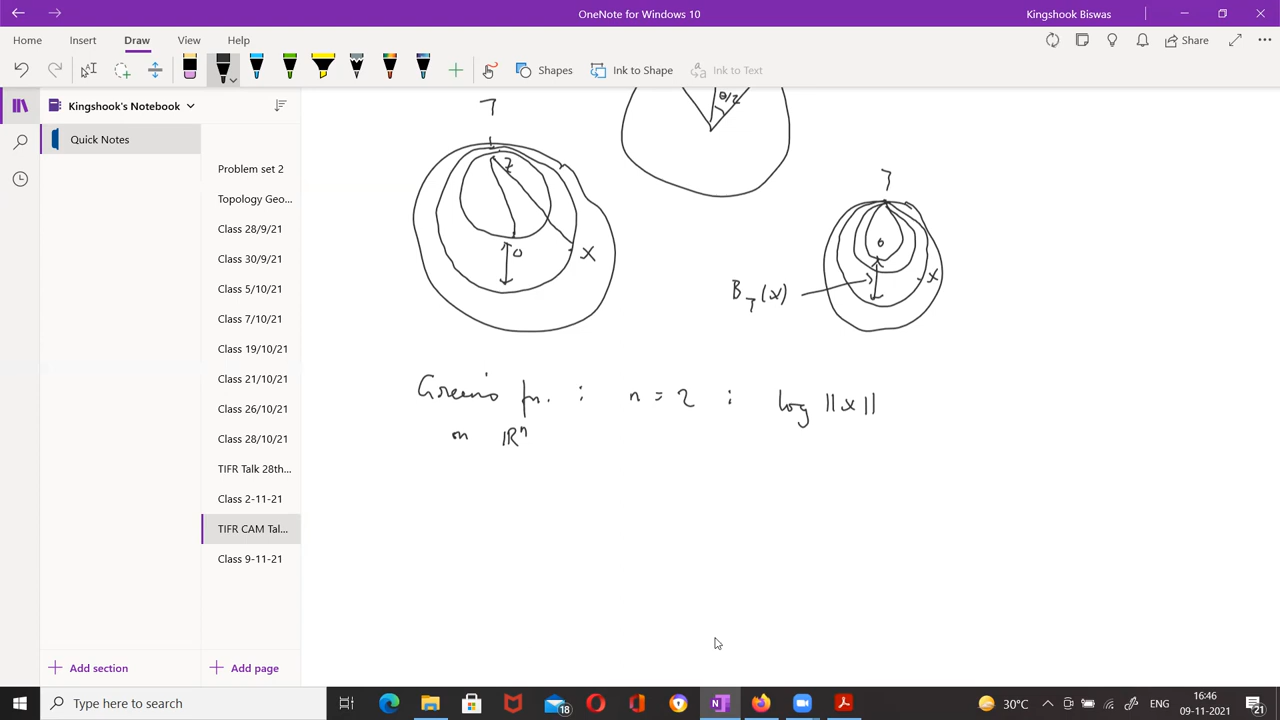 OneNote for Windows 10
Kingshook Biswas
Home Insert Draw View Help
Share
Shapes
Ink to Shape
Ink to Text
Kingshook's Notebook
Quick Notes
Problem set 2
Topology Geo...
Class 28/9/21
Class 30/9/21
Class 5/10/21
Class 7/10/21
Class 19/10/21
Class 21/10/21
Class 26/10/21
Class 28/10/21
TIFR Talk 28th...
Class 2-11-21
TIFR CAM Tal...
Class 9-11-21
Add section
Add page
θ/2
z
0
x
0
x
(x)
Green's fn. : n = 2 : log ||x||
on ℝⁿ
Type here to search
18
30°C
ENG
16:46
09-11-2021
21